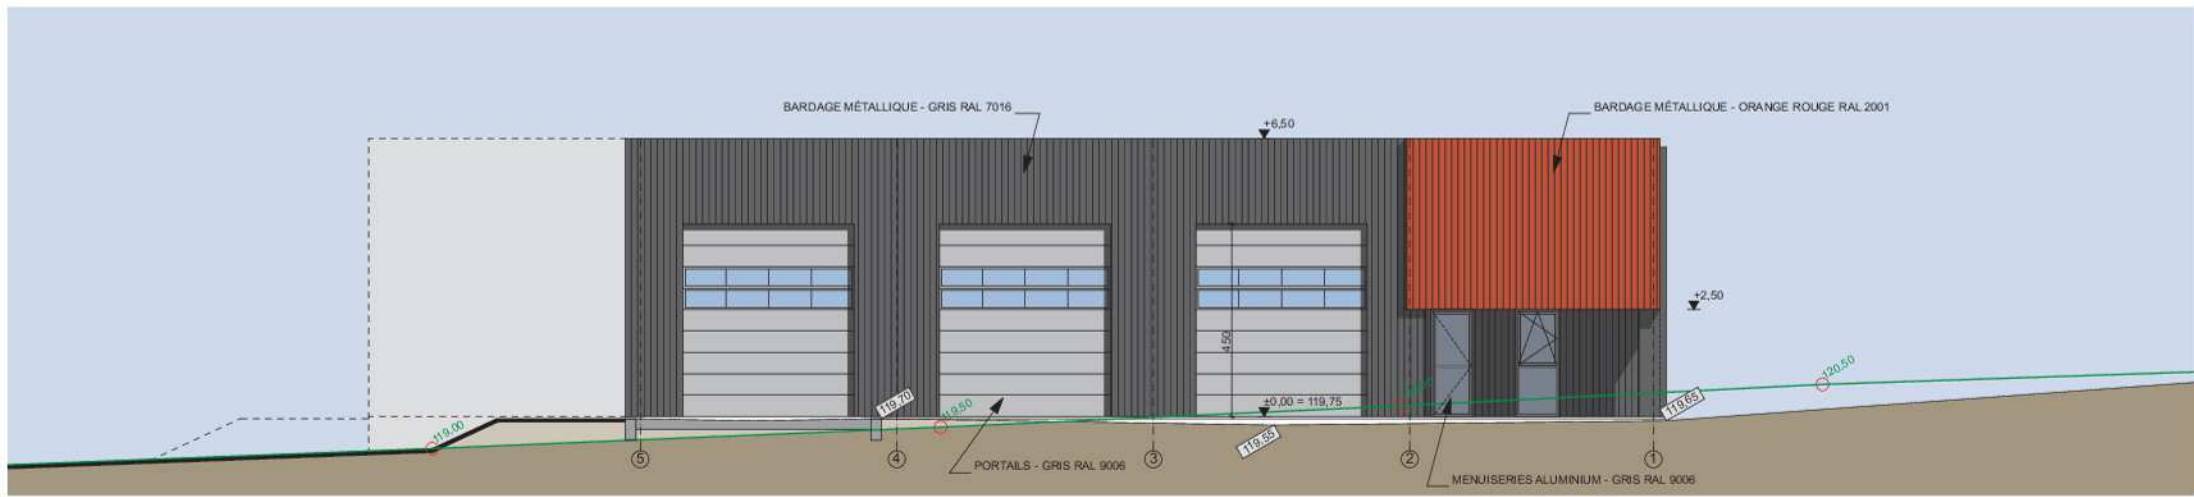 BARDAGE MÉTALLIQUE - GRIS RAL 7016
BARDAGE MÉTALLIQUE - ORANGE ROUGE RAL 2001
+6,50
+2,50
4.50
120,50
±0,00 = 119,75
119,70
119,50
119,65
119,00
119,55
5
4
3
2
1
PORTAILS - GRIS RAL 9006
MENUISERIES ALUMINIUM - GRIS RAL 9006